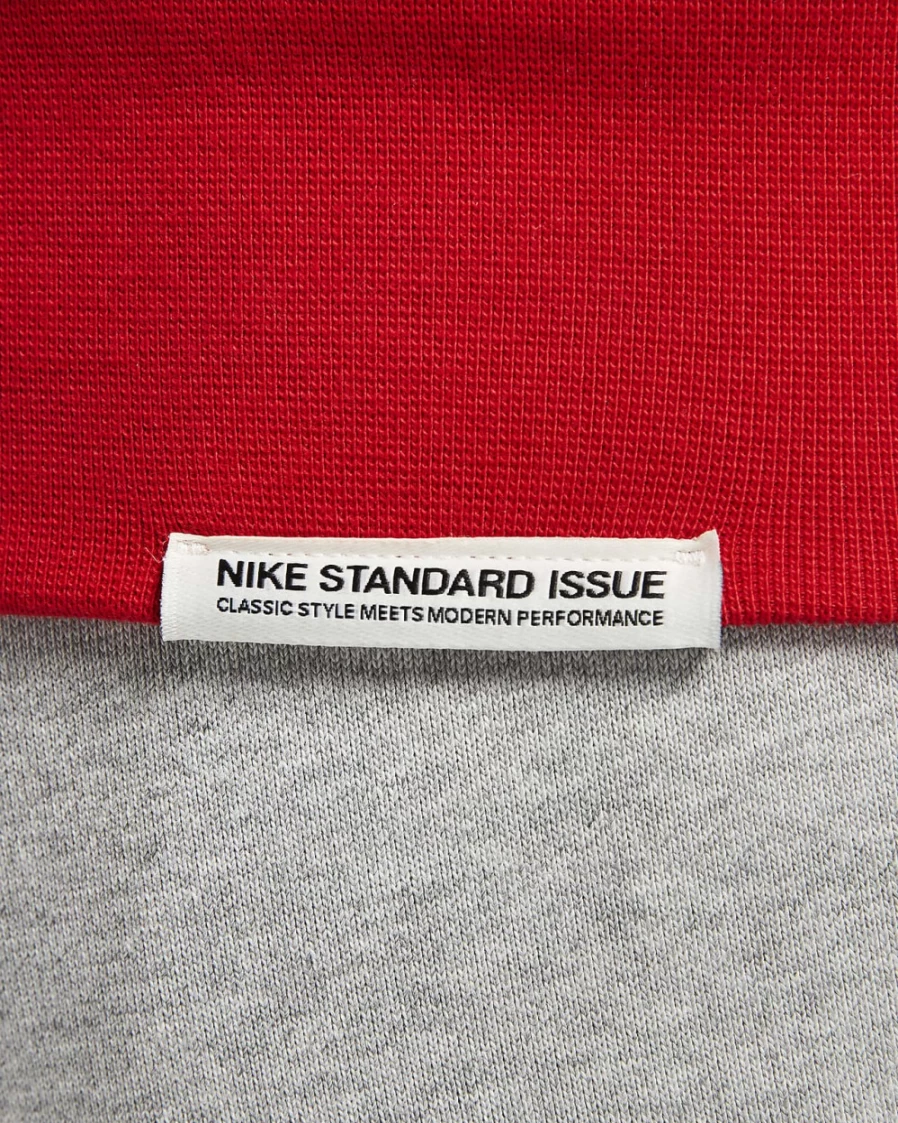 NIKE STANDARD ISSUE
CLASSIC STYLE MEETS MODERN PERFORMANCE